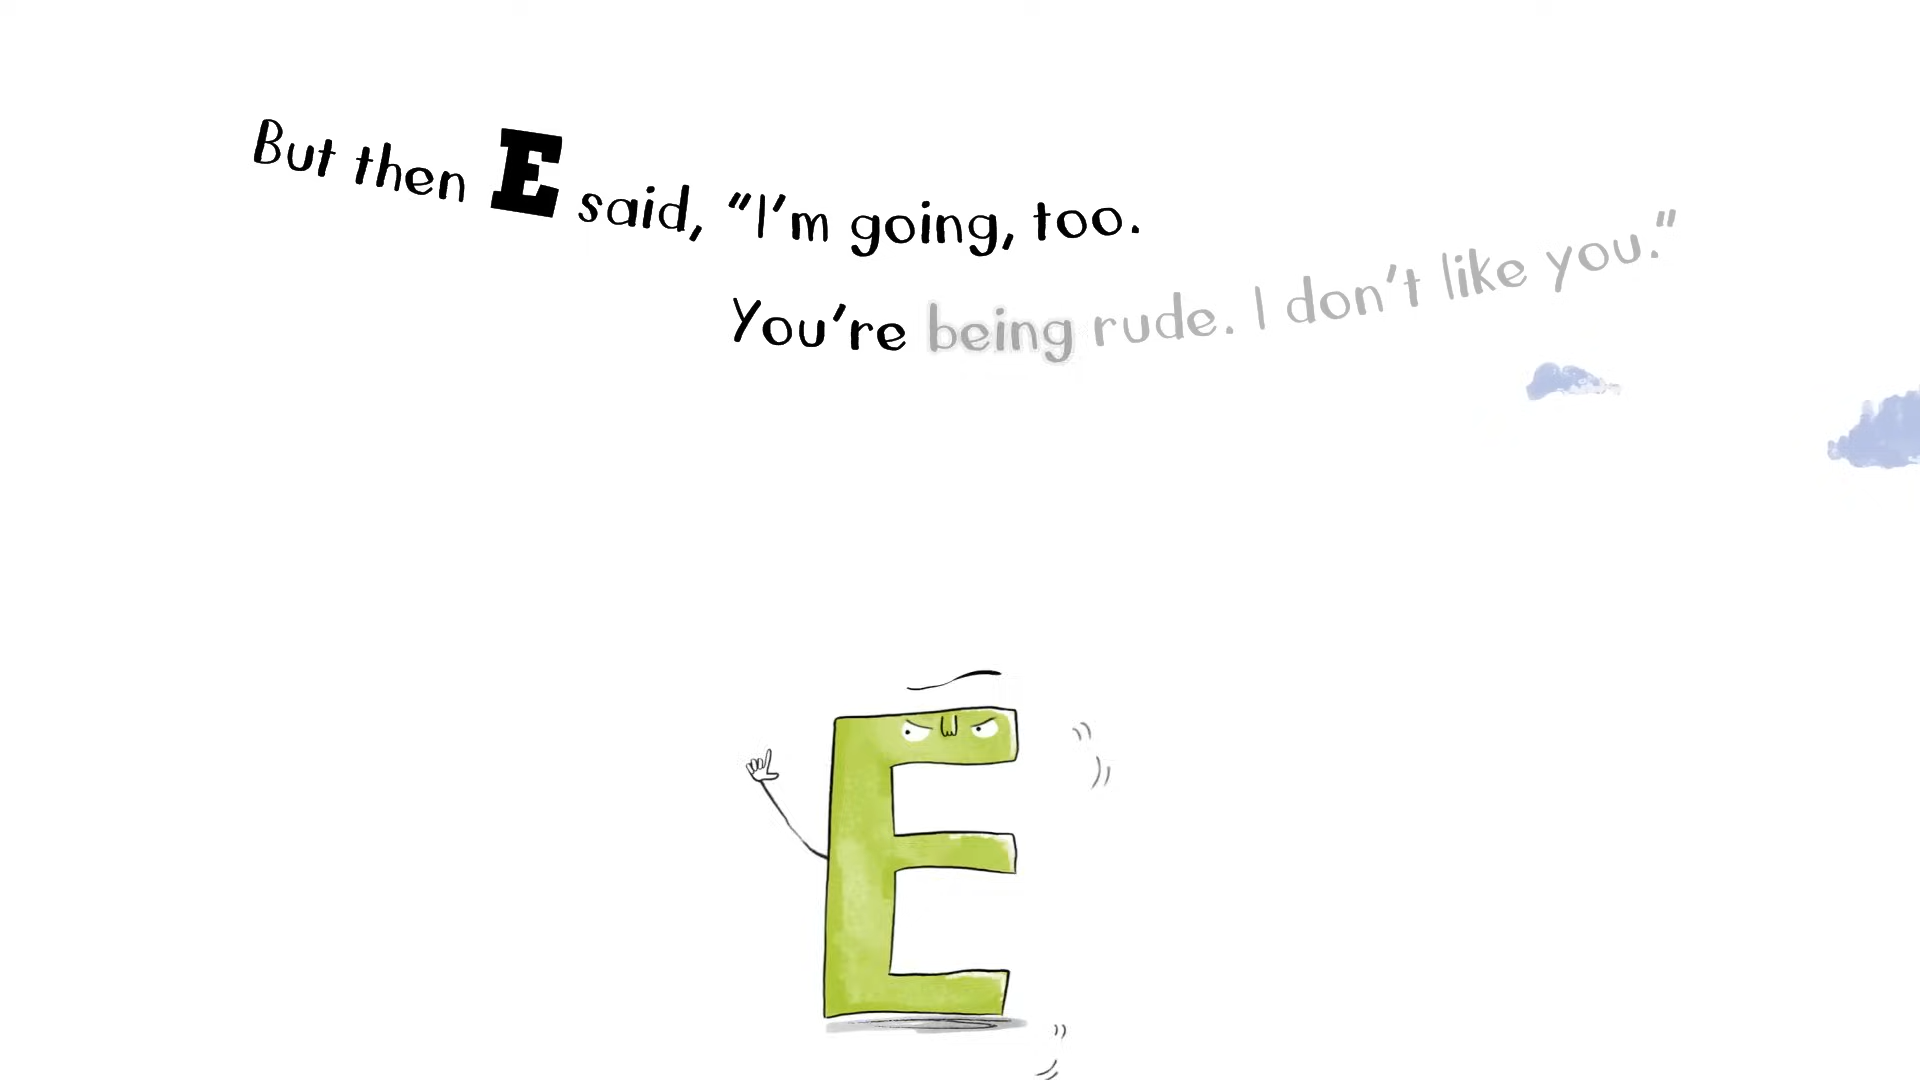 But then E said, "I'm going, too.
You're being rude. I don't like you."